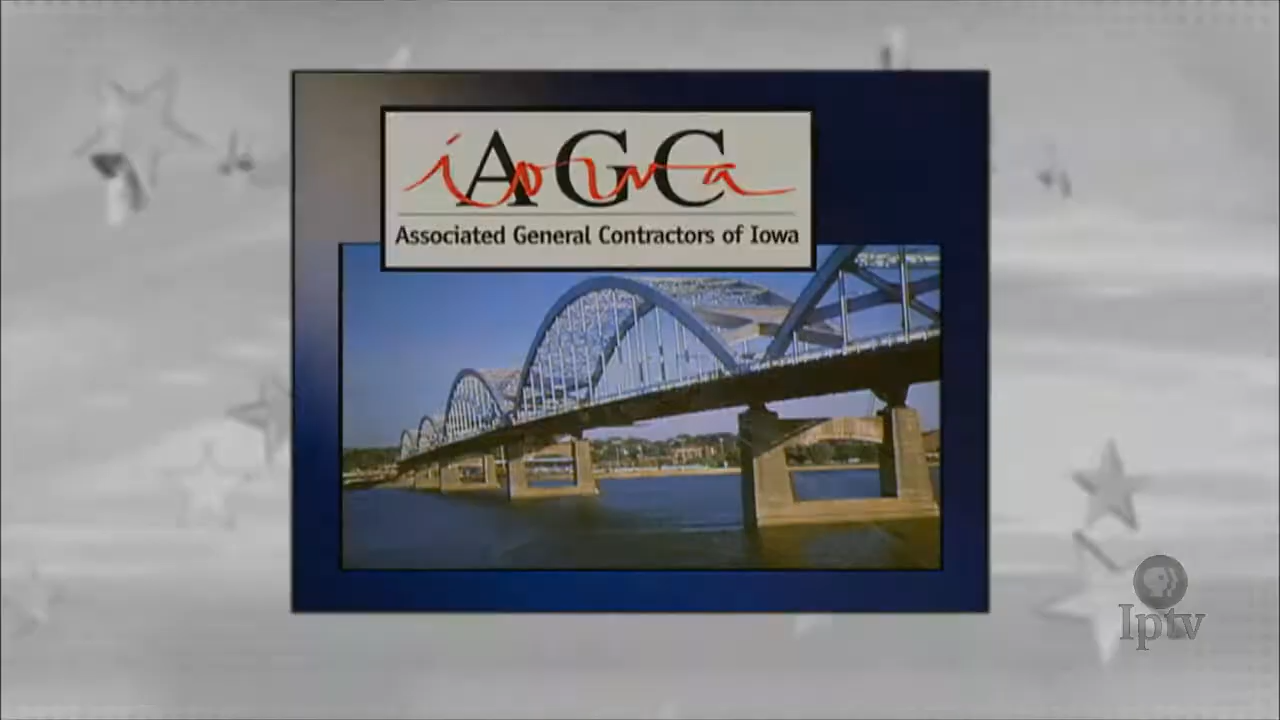 AGC
iowa
Associated General Contractors of Iowa
Iptv